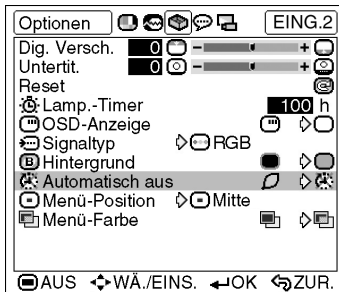 Optionen EING.2
Dig. Versch. 0 - +
Untertit. 0 - +
Reset
Lamp.-Timer 100 h
OSD-Anzeige
Signaltyp RGB
B Hintergrund
Automatisch aus
Menü-Position Mitte
Menü-Farbe
AUS WÄ./EINS. OK ZUR.